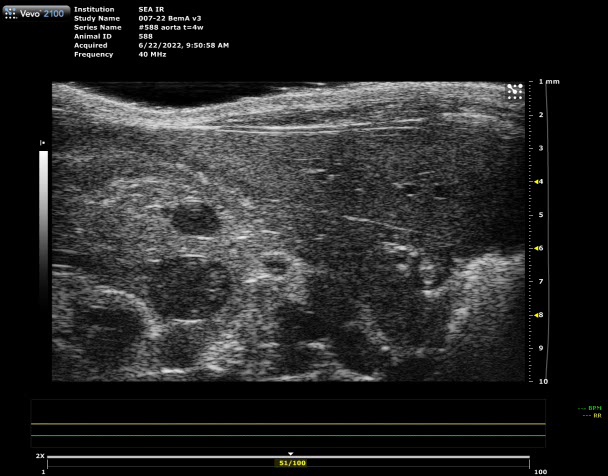 Vevo 2100
Institution SEA IR
Study Name 007-22 BemA v3
Series Name #588 aorta t=4w
Animal ID 588
Acquired 6/22/2022, 9:50:58 AM
Frequency 40 MHz
1 mm
2
3
4
5
6
7
8
9
10
--- BPM
--- RR
2X
51/100
1 100